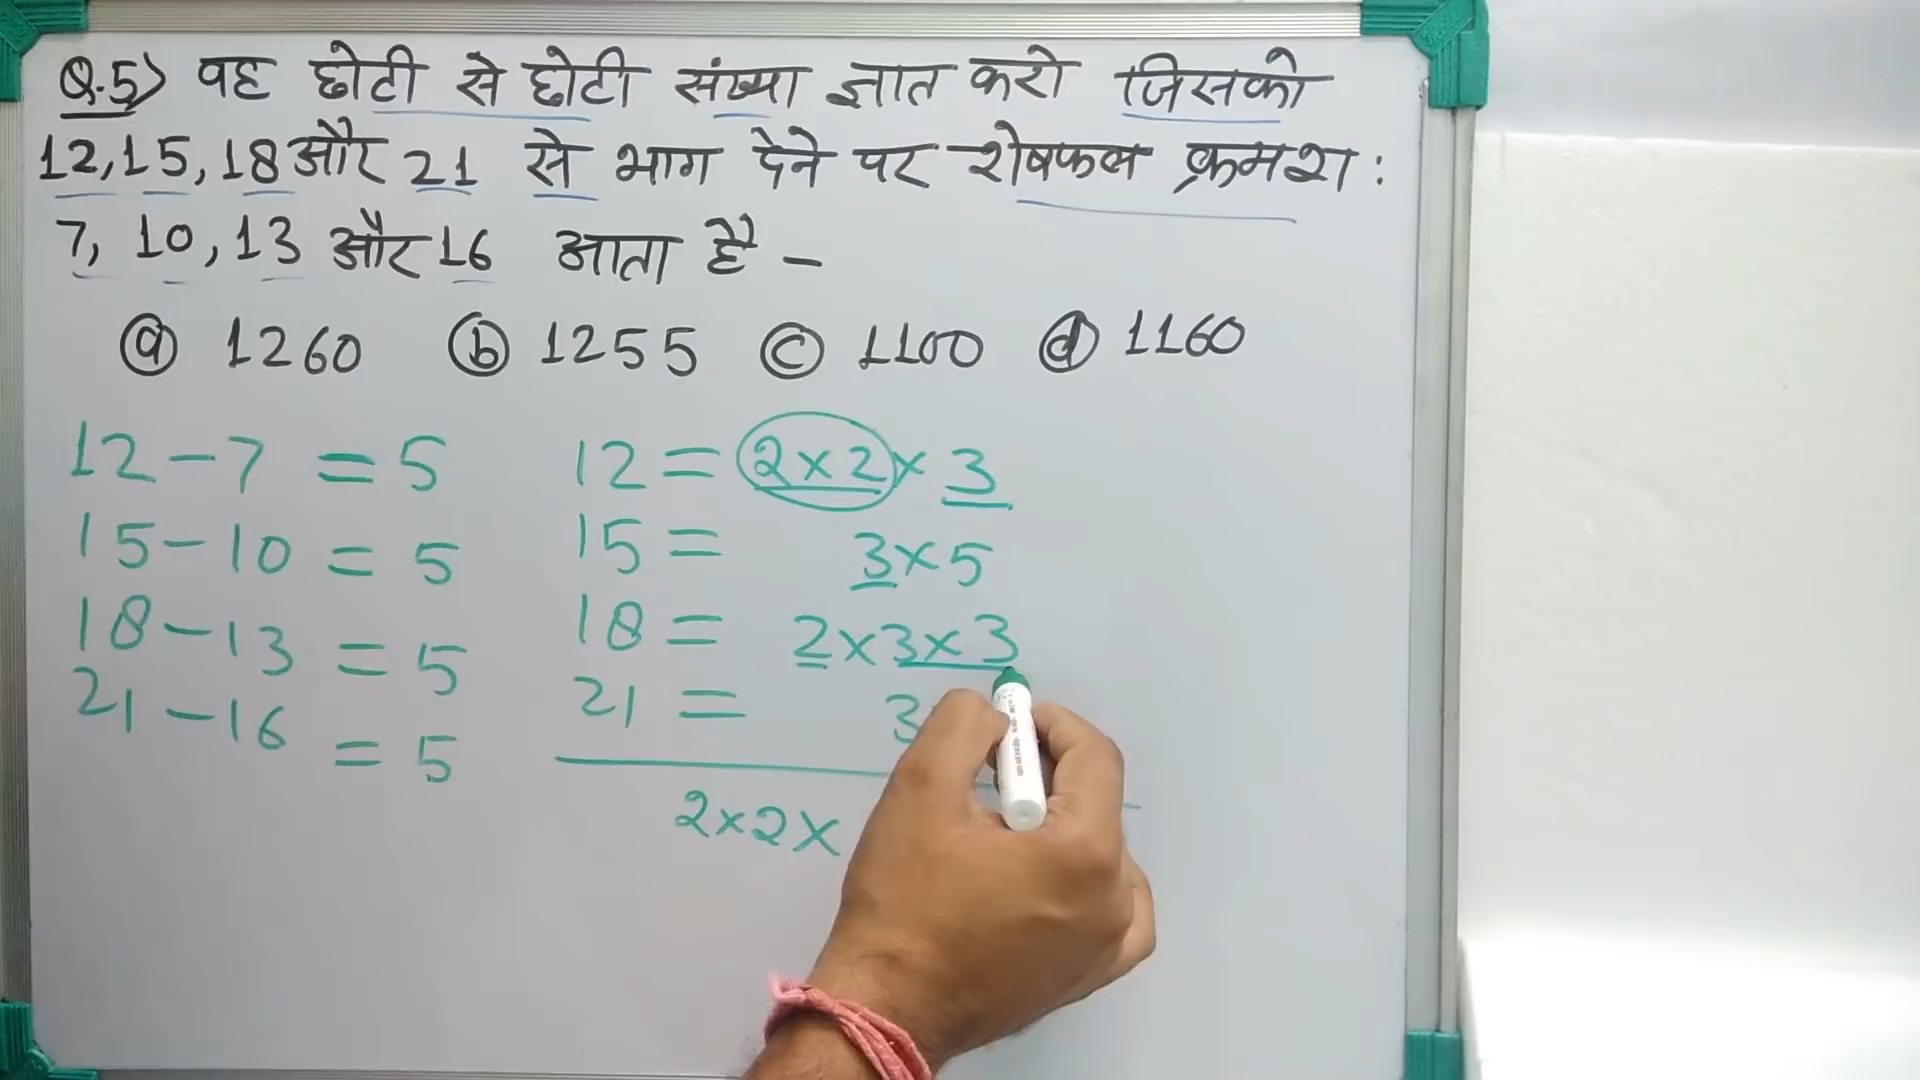 Q.5) वह छोटी से छोटी संख्या ज्ञात करो जिसको
12, 15, 18 और 21 से भाग देने पर शेषफल क्रमश:
7, 10, 13 और 16 आता है -
ⓐ 1260 ⓑ 1255 ⓒ 1100 ⓓ 1160
12 - 7 = 5
15 - 10 = 5
18 - 13 = 5
21 - 16 = 5
12 = 2 × 2 × 3
15 = 3 × 5
18 = 2 × 3 × 3
21 = 3
2 × 2 ×